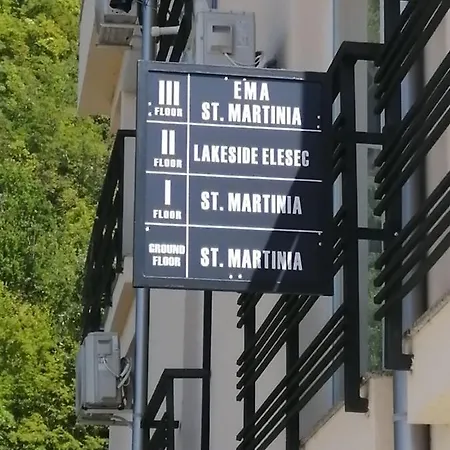 III FLOOR EMA
ST. MARTINIA
II FLOOR LAKESIDE ELESEC
I FLOOR ST. MARTINIA
GROUND FLOOR ST. MARTINIA